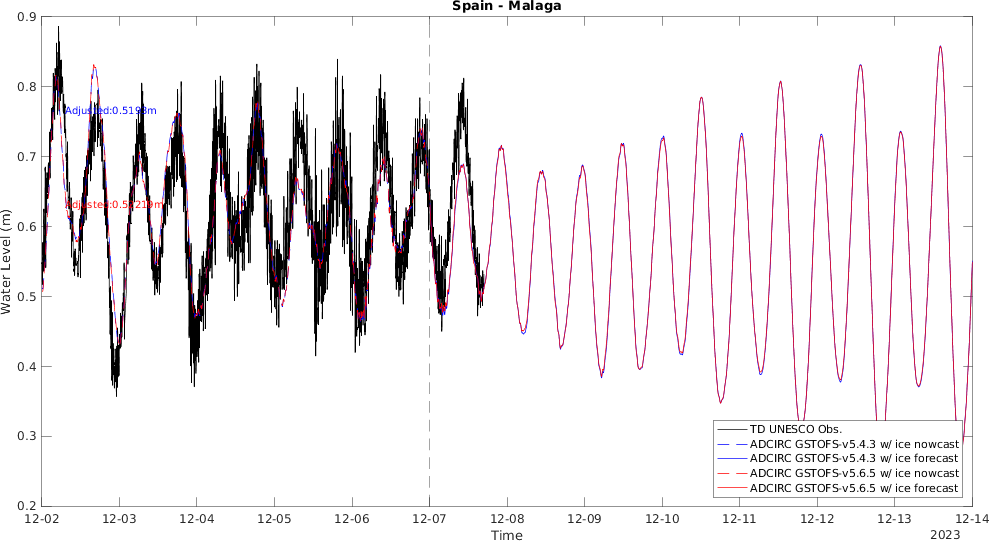 Spain - Malaga
0.9
0.8
0.7
0.6
0.5
0.4
0.3
0.2
Water Level (m)
Adjusted:0.5193m
TD UNESCO Obs.
ADCIRC GSTOFS-v5.4.3 w/ ice nowcast
ADCIRC GSTOFS-v5.4.3 w/ ice forecast
ADCIRC GSTOFS-v5.6.5 w/ ice nowcast
ADCIRC GSTOFS-v5.6.5 w/ ice forecast
12-02 12-03 12-04 12-05 12-06 12-07 12-08 12-09 12-10 12-11 12-12 12-13 12-14
Time
2023